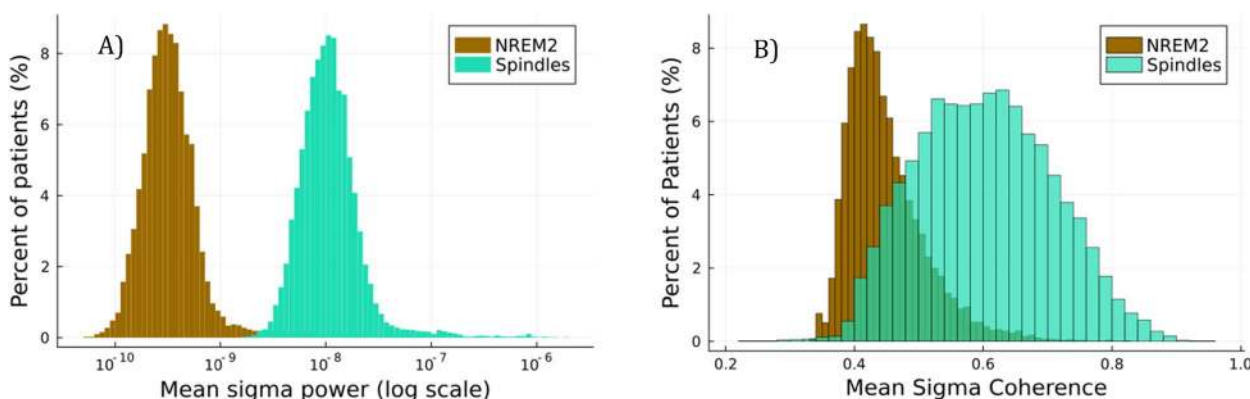 A)
NREM2
Spindles
Percent of patients (%)
8
6
4
2
0
10⁻¹⁰
10⁻⁹
10⁻⁸
10⁻⁷
10⁻⁶
Mean sigma power (log scale)
B)
NREM2
Spindles
Percent of Patients (%)
8
6
4
2
0
0.2
0.4
0.6
0.8
1.0
Mean Sigma Coherence